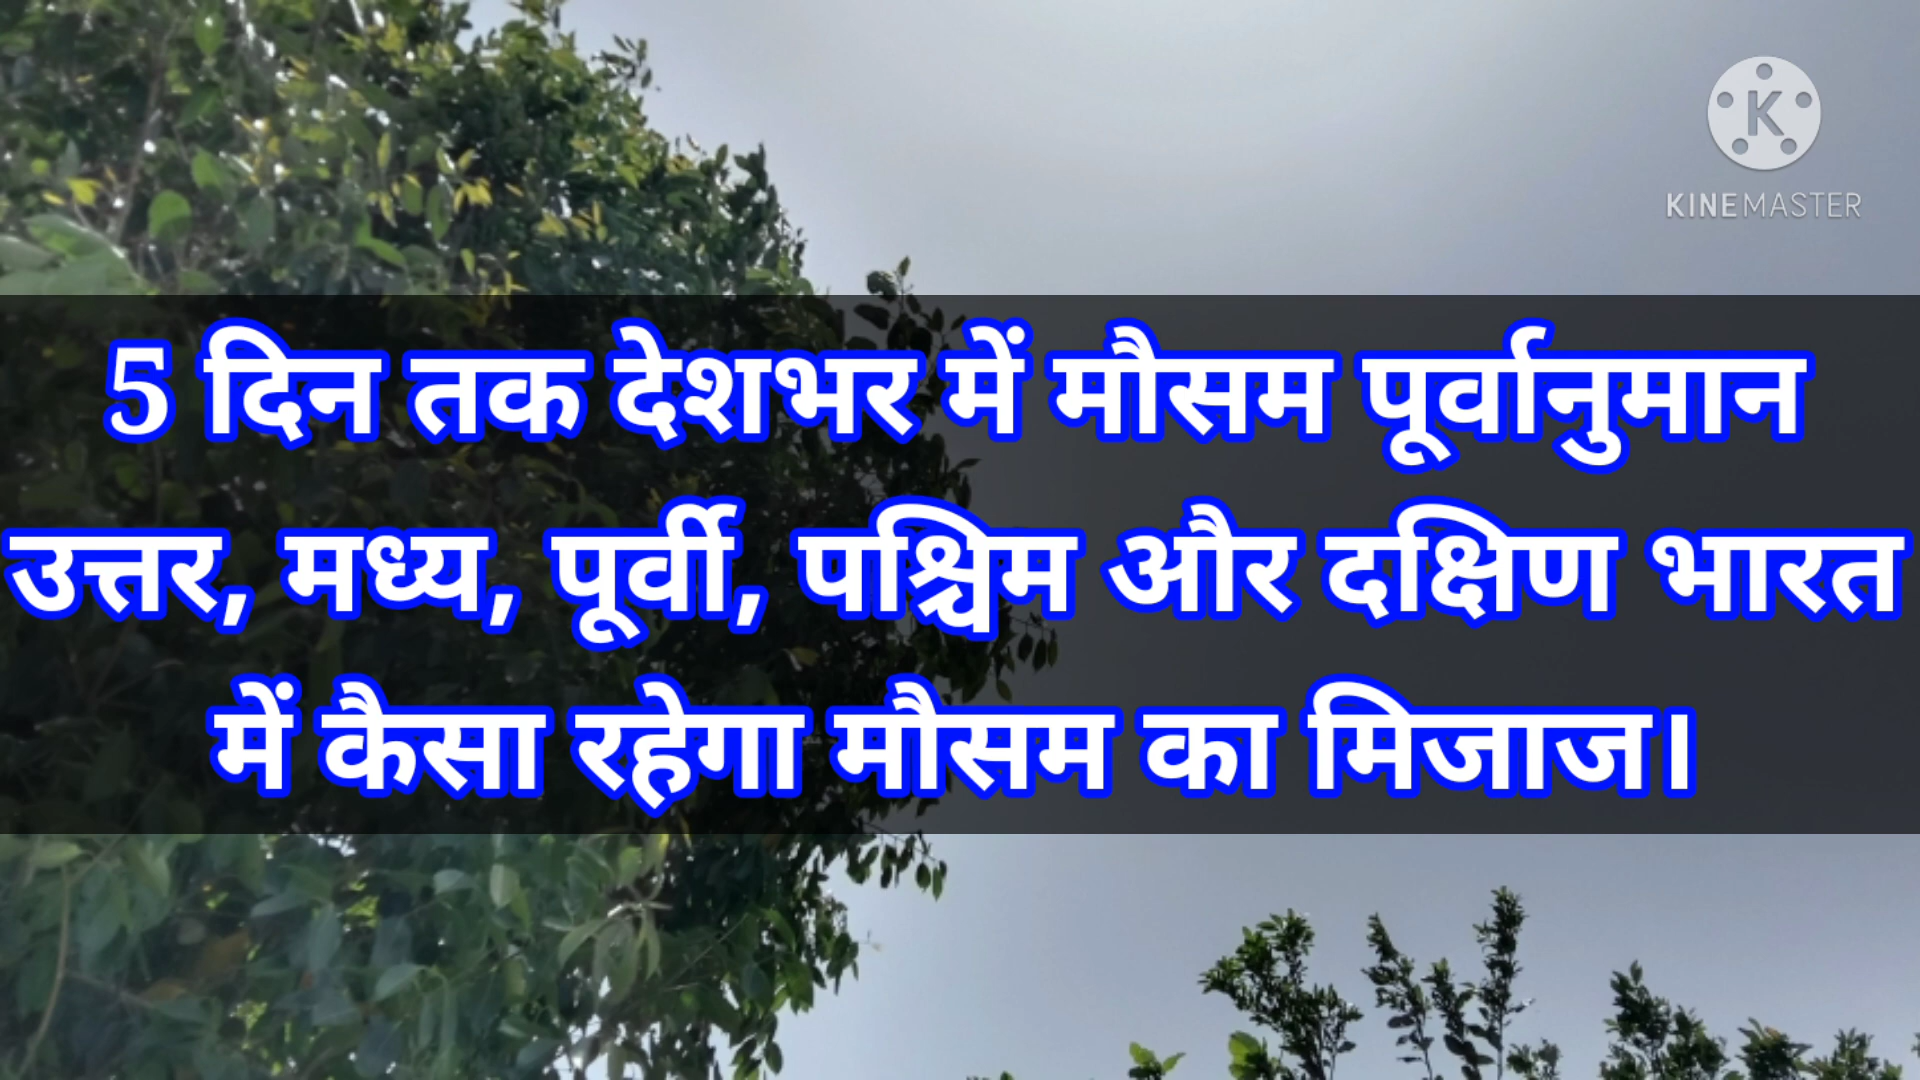 K
KINEMASTER
5 दिन तक देशभर में मौसम पूर्वानुमान
उत्तर, मध्य, पूर्वी, पश्चिम और दक्षिण भारत
में कैसा रहेगा मौसम का मिजाज।